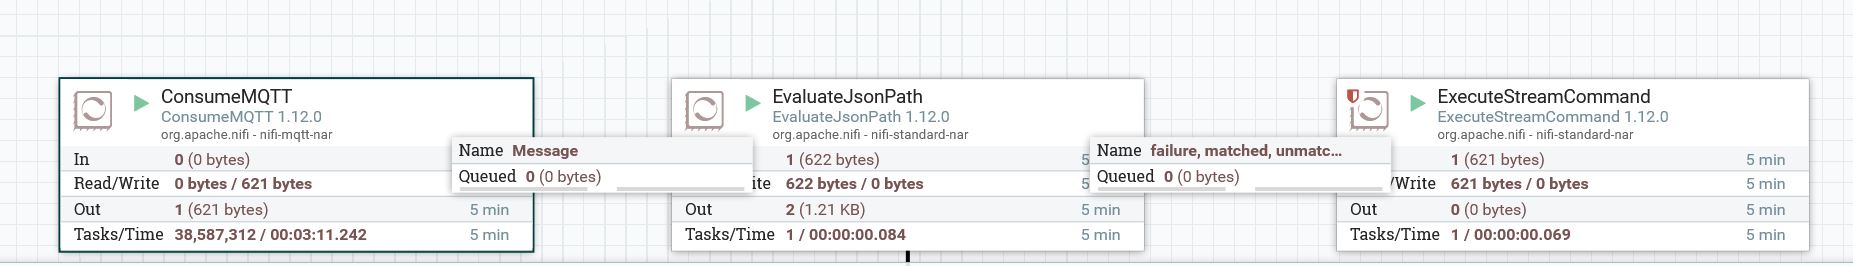 ConsumeMQTT
ConsumeMQTT 1.12.0
org.apache.nifi - nifi-mqtt-nar
In 0 (0 bytes)
Read/Write 0 bytes / 621 bytes
Out 1 (621 bytes) 5 min
Tasks/Time 38,587,312 / 00:03:11.242 5 min
Name Message
Queued 0 (0 bytes)
EvaluateJsonPath
EvaluateJsonPath 1.12.0
org.apache.nifi - nifi-standard-nar
1 (622 bytes) 5
ite 622 bytes / 0 bytes
Out 2 (1.21 KB) 5 min
Tasks/Time 1 / 00:00:00.084 5 min
Name failure, matched, unmatc...
Queued 0 (0 bytes)
ExecuteStreamCommand
ExecuteStreamCommand 1.12.0
org.apache.nifi - nifi-standard-nar
1 (621 bytes) 5 min
/Write 621 bytes / 0 bytes 5 min
Out 0 (0 bytes) 5 min
Tasks/Time 1 / 00:00:00.069 5 min